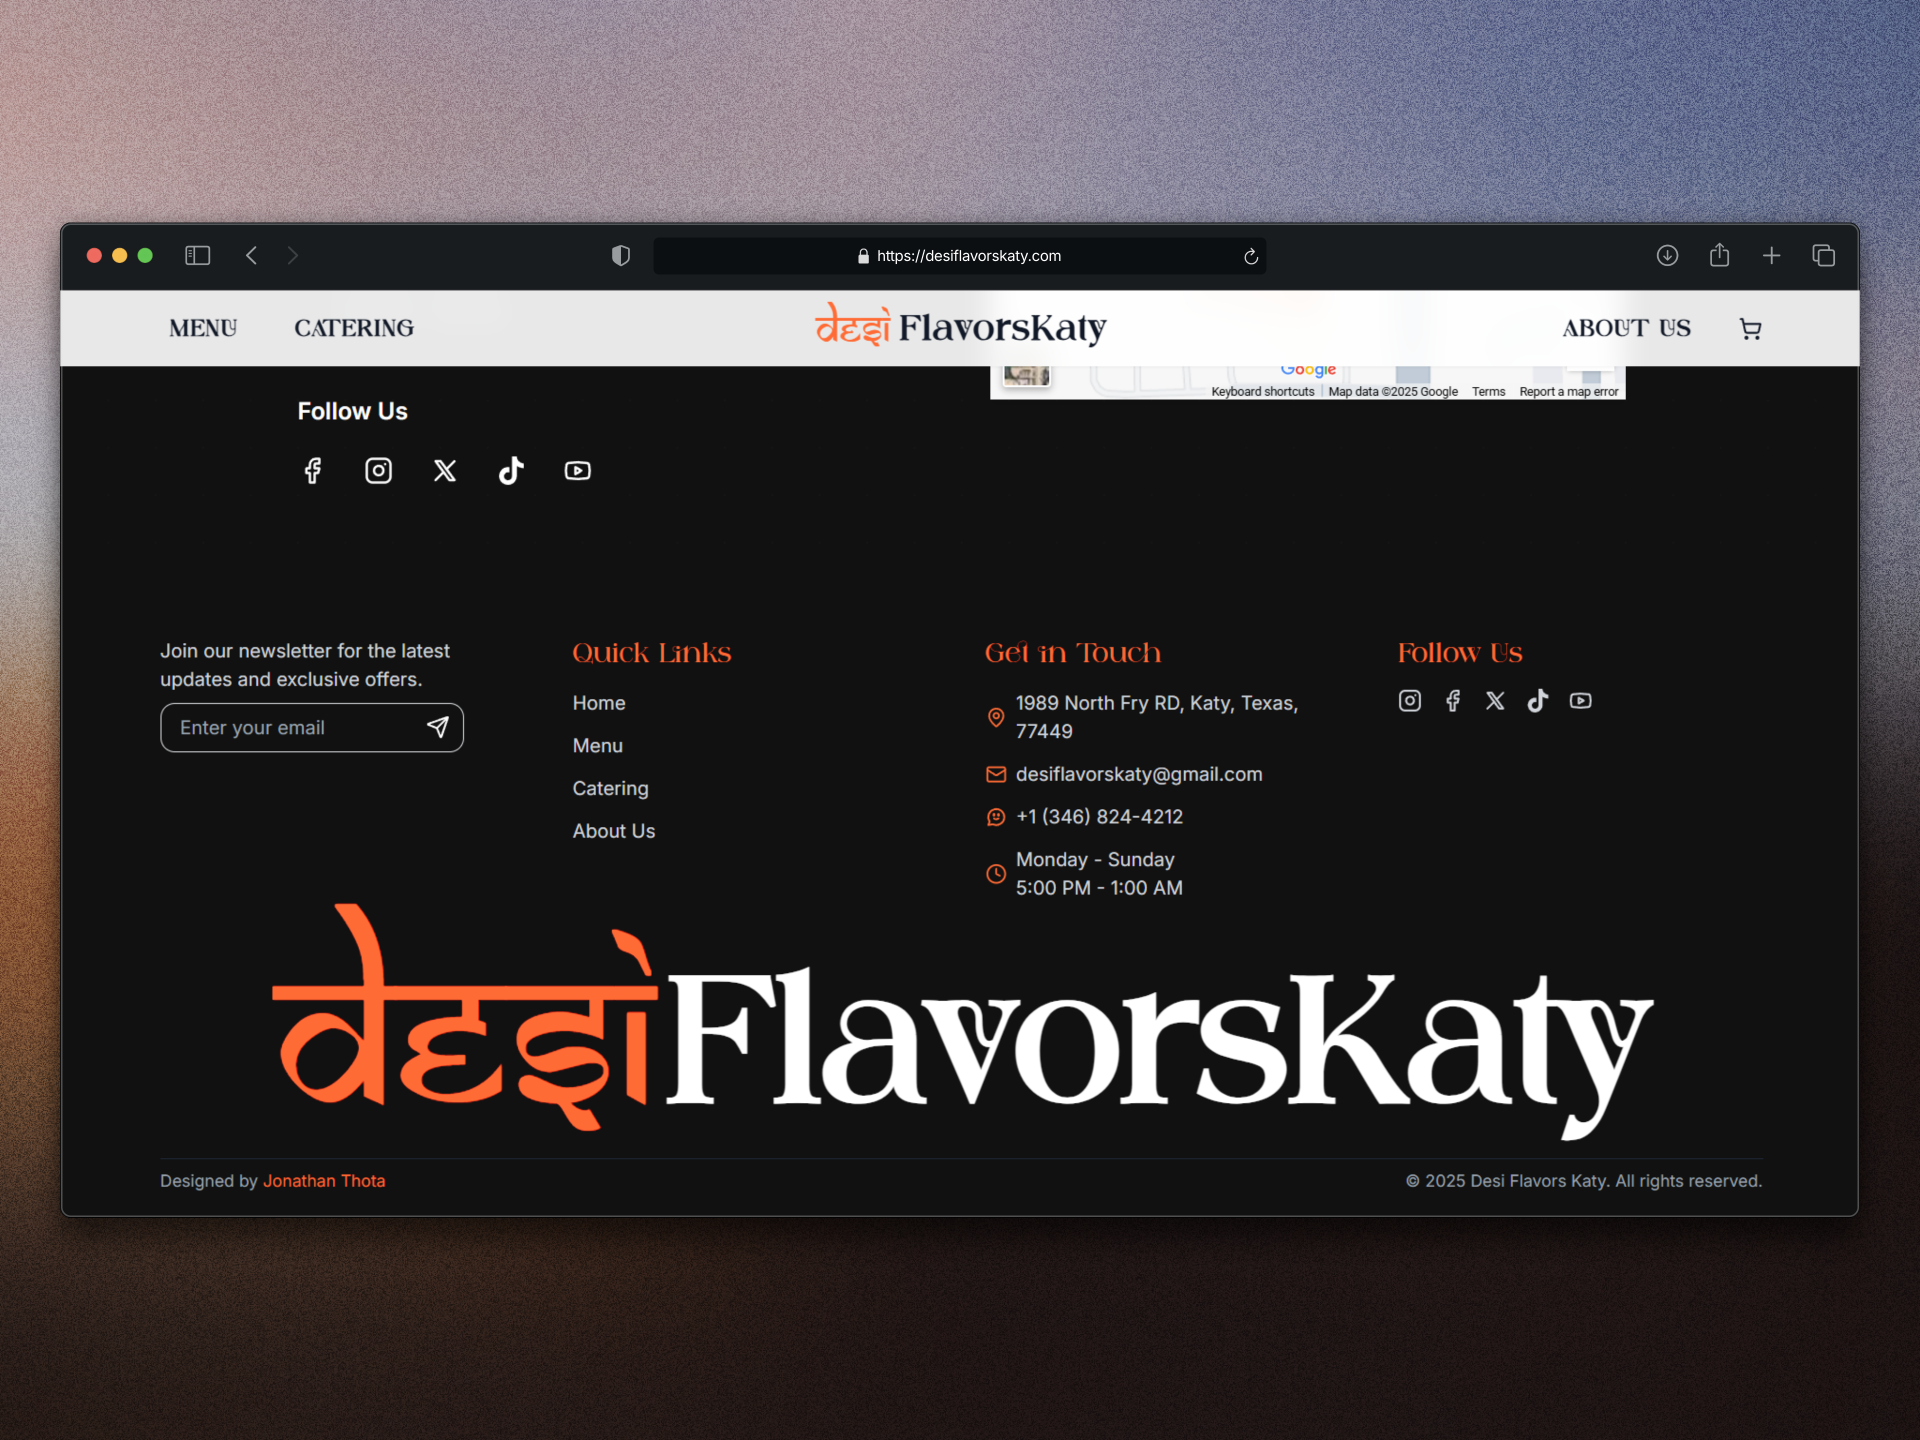 https://desiflavorskaty.com
MENU
CATERING
desi FlavorsKaty
ABOUT US
Google
Keyboard shortcuts
Map data ©2025 Google
Terms
Report a map error
Follow Us
Join our newsletter for the latest
updates and exclusive offers.
Enter your email
Quick Links
Home
Menu
Catering
About Us
Get in Touch
1989 North Fry RD, Katy, Texas,
77449
desiflavorskaty@gmail.com
+1 (346) 824-4212
Monday - Sunday
5:00 PM - 1:00 AM
Follow Us
desi FlavorsKaty
Designed by Jonathan Thota
© 2025 Desi Flavors Katy. All rights reserved.